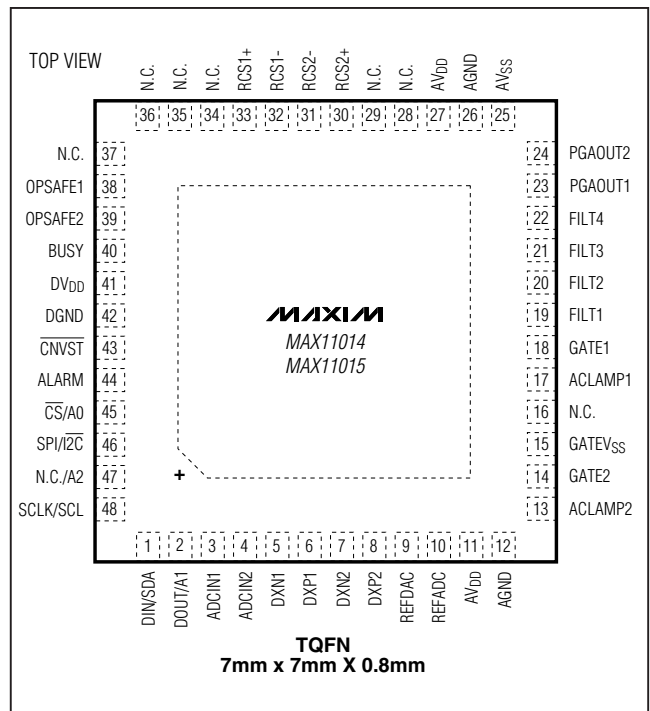 TOP VIEW
N.C.
N.C.
N.C.
RCS1+
RCS1-
RCS2-
RCS2+
N.C.
N.C.
AVDD
AGND
AVSS
36 35 34 33 32 31 30 29 28 27 26 25
N.C. 37
OPSAFE1 38
OPSAFE2 39
BUSY 40
DVDD 41
DGND 42
CNVST 43
ALARM 44
CS/A0 45
SPI/I2C 46
N.C./A2 47
SCLK/SCL 48
24 PGAOUT2
23 PGAOUT1
22 FILT4
21 FILT3
20 FILT2
19 FILT1
18 GATE1
17 ACLAMP1
16 N.C.
15 GATEVSS
14 GATE2
13 ACLAMP2
MAXIM
MAX11014
MAX11015
+
1 2 3 4 5 6 7 8 9 10 11 12
DIN/SDA
DOUT/A1
ADCIN1
ADCIN2
DXN1
DXP1
DXN2
DXP2
REFDAC
REFADC
AVDD
AGND
TQFN
7mm x 7mm X 0.8mm